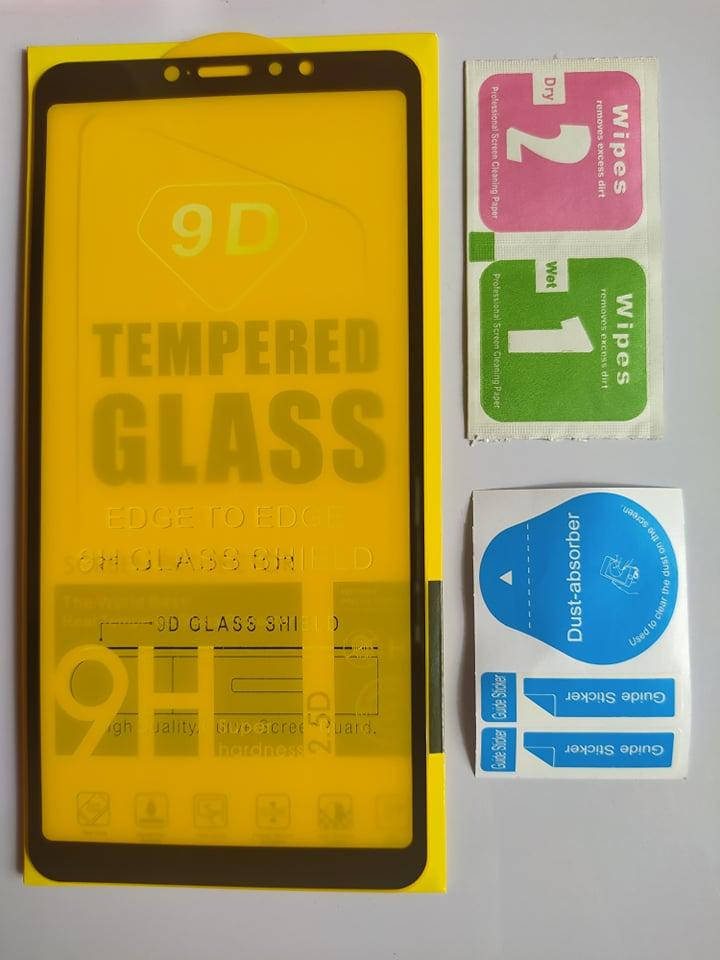 9D
TEMPERED
GLASS
EDGE TO EDGE
9H GLASS SHIELD
9D GLASS SHIELD
9H
2.5D
Super
hardness
Wipes
removes excess dirt
Dry
2
Professional Screen Cleaning Paper
Wipes
removes excess dirt
Wet
1
Professional Screen Cleaning Paper
Dust-absorber
Used to clear the dust on the screen.
Guide Sticker
Guide Sticker
Guide Sticker
Guide Sticker